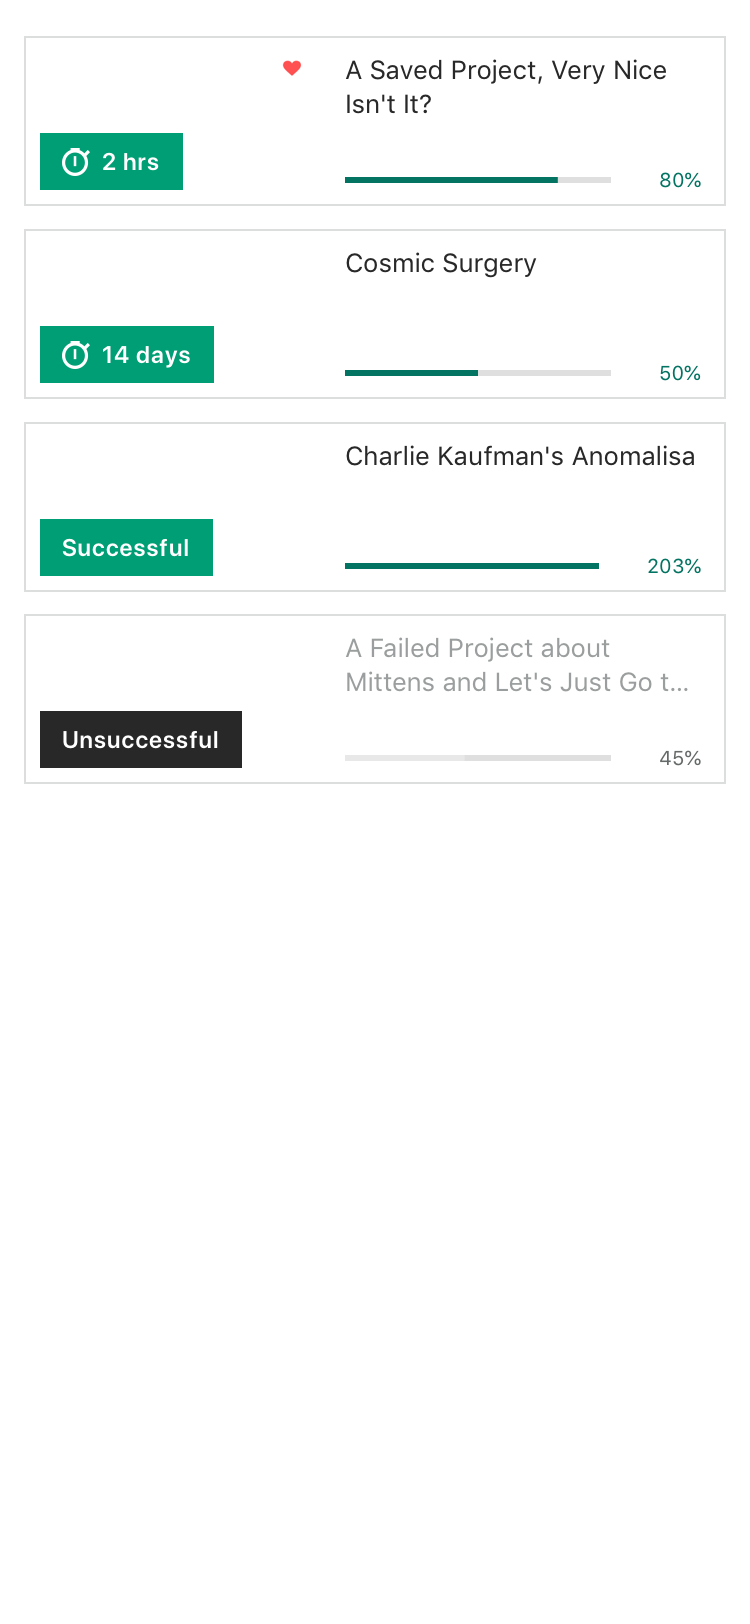 A Saved Project, Very Nice
Isn't It?
2 hrs
80%
Cosmic Surgery
14 days
50%
Charlie Kaufman's Anomalisa
Successful
203%
A Failed Project about
Mittens and Let's Just Go t...
Unsuccessful
45%